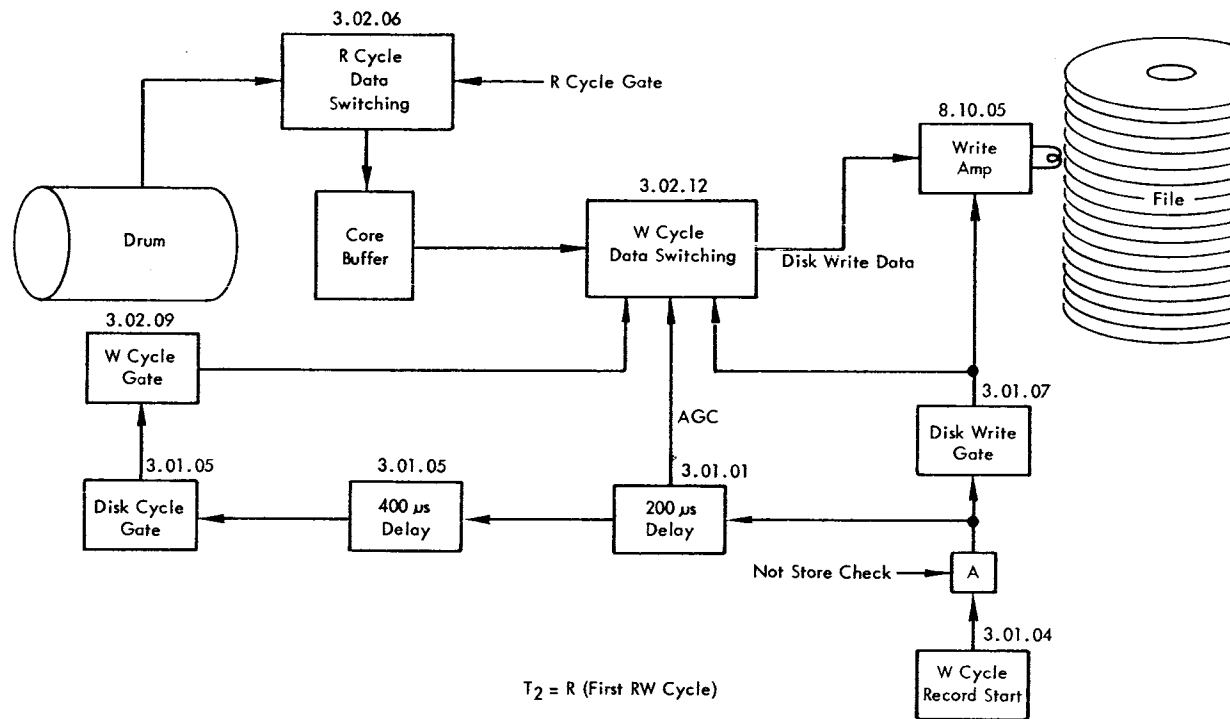 3.02.06
R Cycle
Data
Switching
R Cycle Gate
8.10.05
Write
Amp
File
Drum
Core
Buffer
3.02.12
W Cycle
Data Switching
Disk Write Data
3.02.09
W Cycle
Gate
AGC
3.01.07
Disk Write
Gate
3.01.05
Disk Cycle
Gate
3.01.05
400 µs
Delay
3.01.01
200 µs
Delay
Not Store Check
A
3.01.04
W Cycle
Record Start
T2 = R (First RW Cycle)